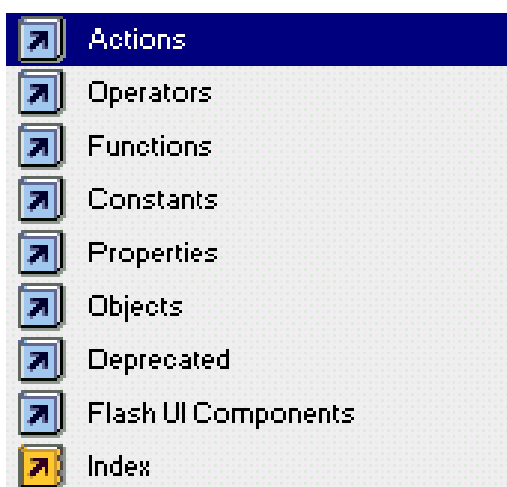 Actions
Operators
Functions
Constants
Properties
Objects
Deprecated
Flash UI Components
Index